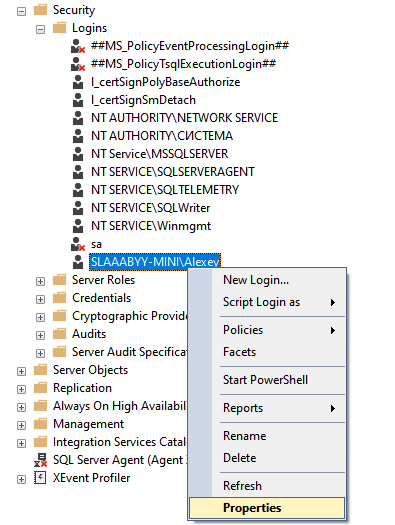 Security
Logins
##MS_PolicyEventProcessingLogin##
##MS_PolicyTsqlExecutionLogin##
l_certSignPolyBaseAuthorize
l_certSignSmDetach
NT AUTHORITY\NETWORK SERVICE
NT AUTHORITY\СИСТЕМА
NT Service\MSSQLSERVER
NT SERVICE\SQLSERVERAGENT
NT SERVICE\SQLTELEMETRY
NT SERVICE\SQLWriter
NT SERVICE\Winmgmt
sa
SLAAABYY-MINI\Alexey
Server Roles
Credentials
Cryptographic Provide
Audits
Server Audit Specifica
Server Objects
Replication
Always On High Availabi
Management
Integration Services Catal
SQL Server Agent (Agent
XEvent Profiler
New Login...
Script Login as
Policies
Facets
Start PowerShell
Reports
Rename
Delete
Refresh
Properties